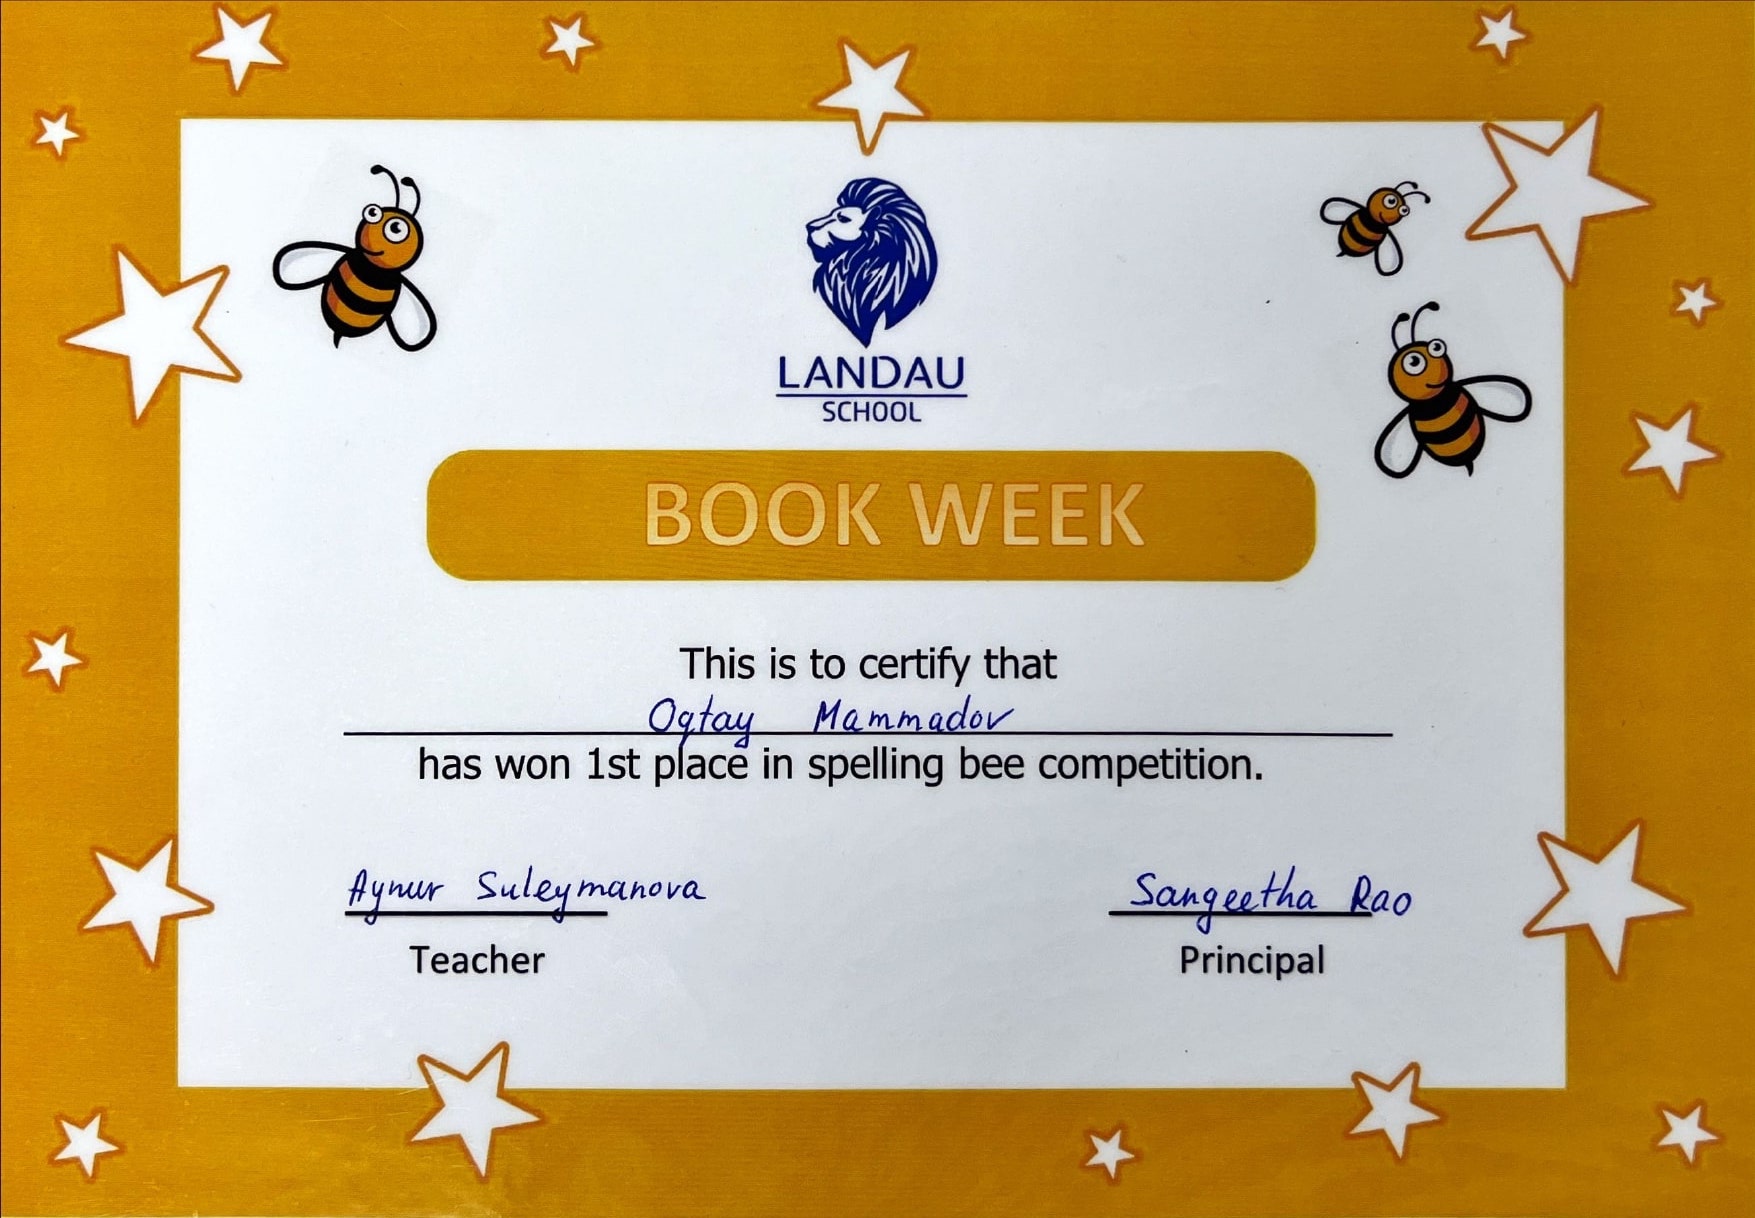 LANDAU
SCHOOL
BOOK WEEK
This is to certify that
Oqtay Mammadov
has won 1st place in spelling bee competition.
Aynur Suleymanova
Sangeetha Rao
Teacher
Principal